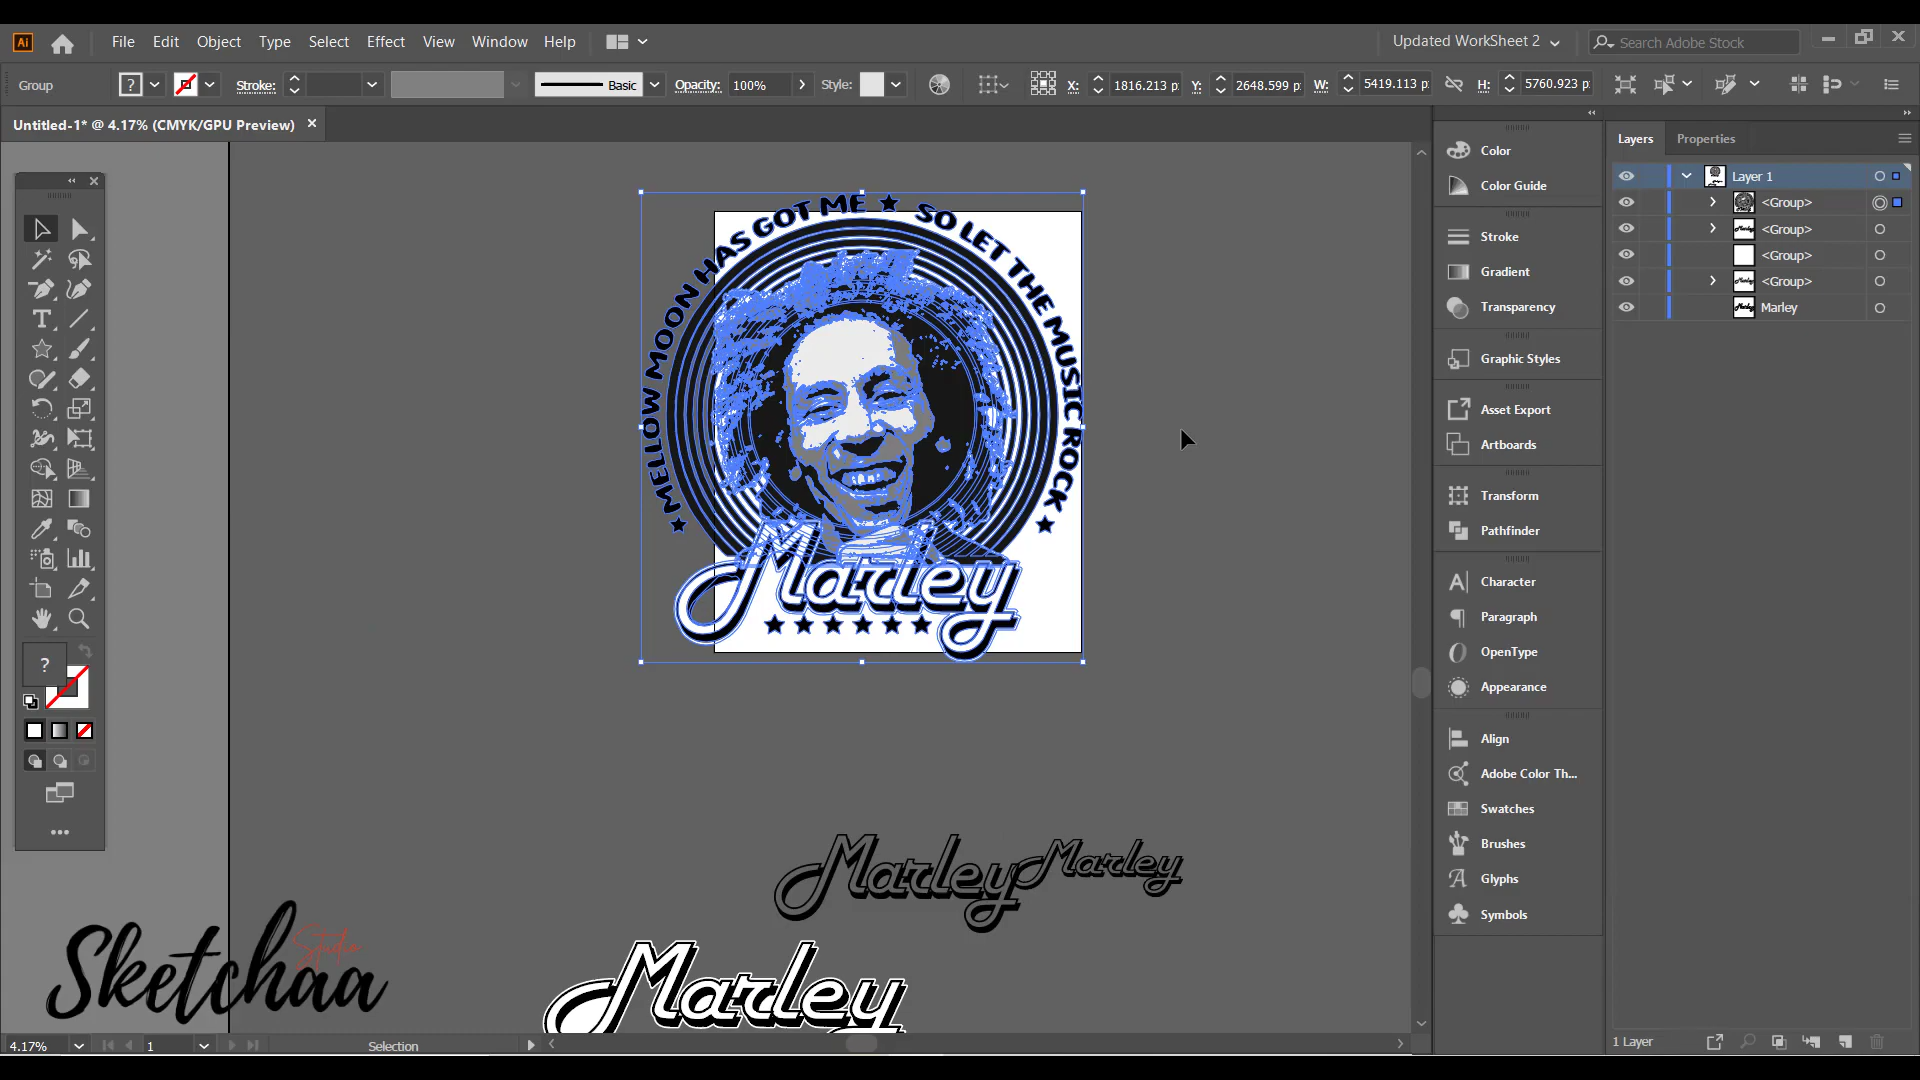 Ai File Edit Object Type Select Effect View Window Help Updated WorkSheet 2 Search Adobe Stock
Group ? Stroke: Basic Opacity: 100% Style: X: 1816.213 p Y: 2648.599 p W: 5419.113 p H: 5760.923 p
Untitled-1* @ 4.17% (CMYK/GPU Preview)
MELLOW MOON HAS GOT ME ★ SO LET THE MUSIC ROCK
Marley
Marley
Marley
Marley
Sketchaa
Studio
?
Color
Color Guide
Stroke
Gradient
Transparency
Graphic Styles
Asset Export
Artboards
Transform
Pathfinder
Character
Paragraph
OpenType
Appearance
Align
Adobe Color Th...
Swatches
Brushes
Glyphs
Symbols
Layers Properties
Layer 1
<Group>
<Group>
<Group>
<Group>
Marley
1 Layer
4.17% 1 Selection